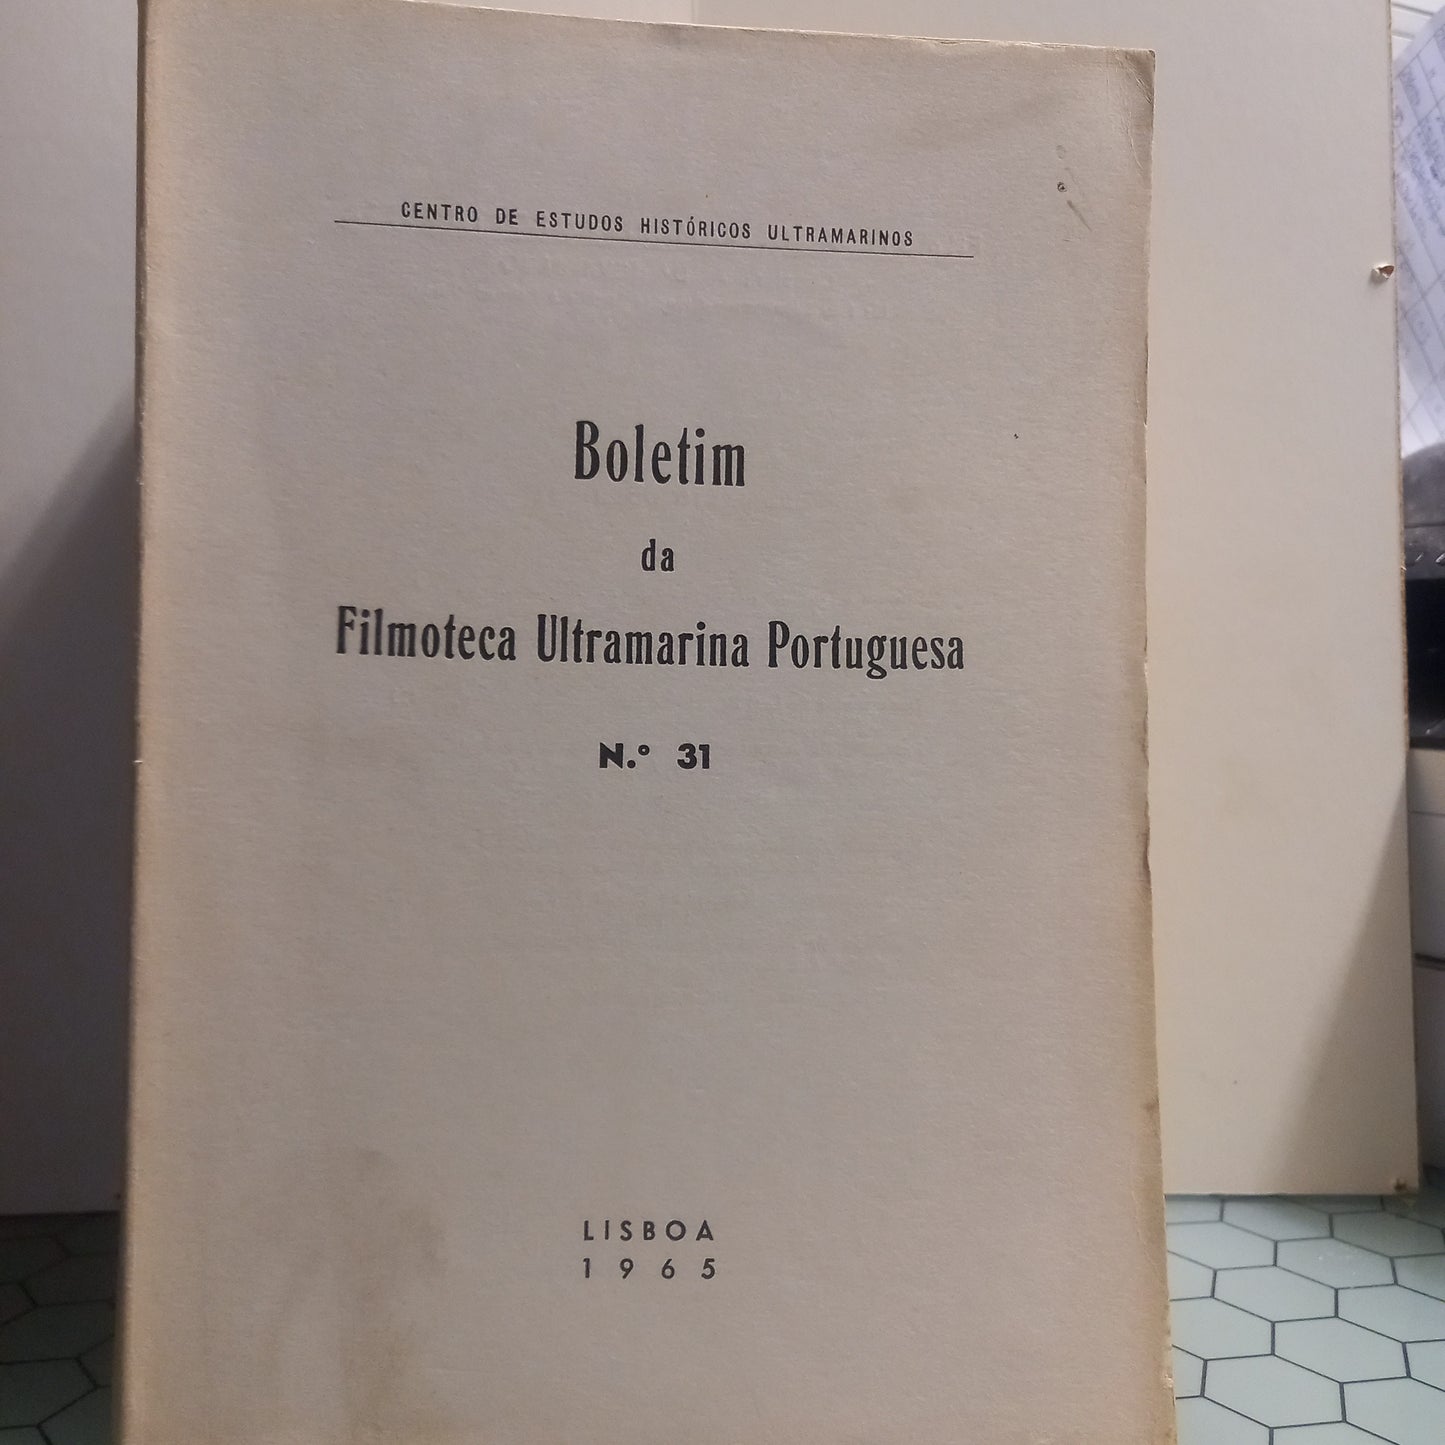 CENTRO DE ESTUDOS HISTÓRICOS ULTRAMARINOS
Boletim
da
Filmoteca Ultramarina Portuguesa
N.º 31
LISBOA
1965